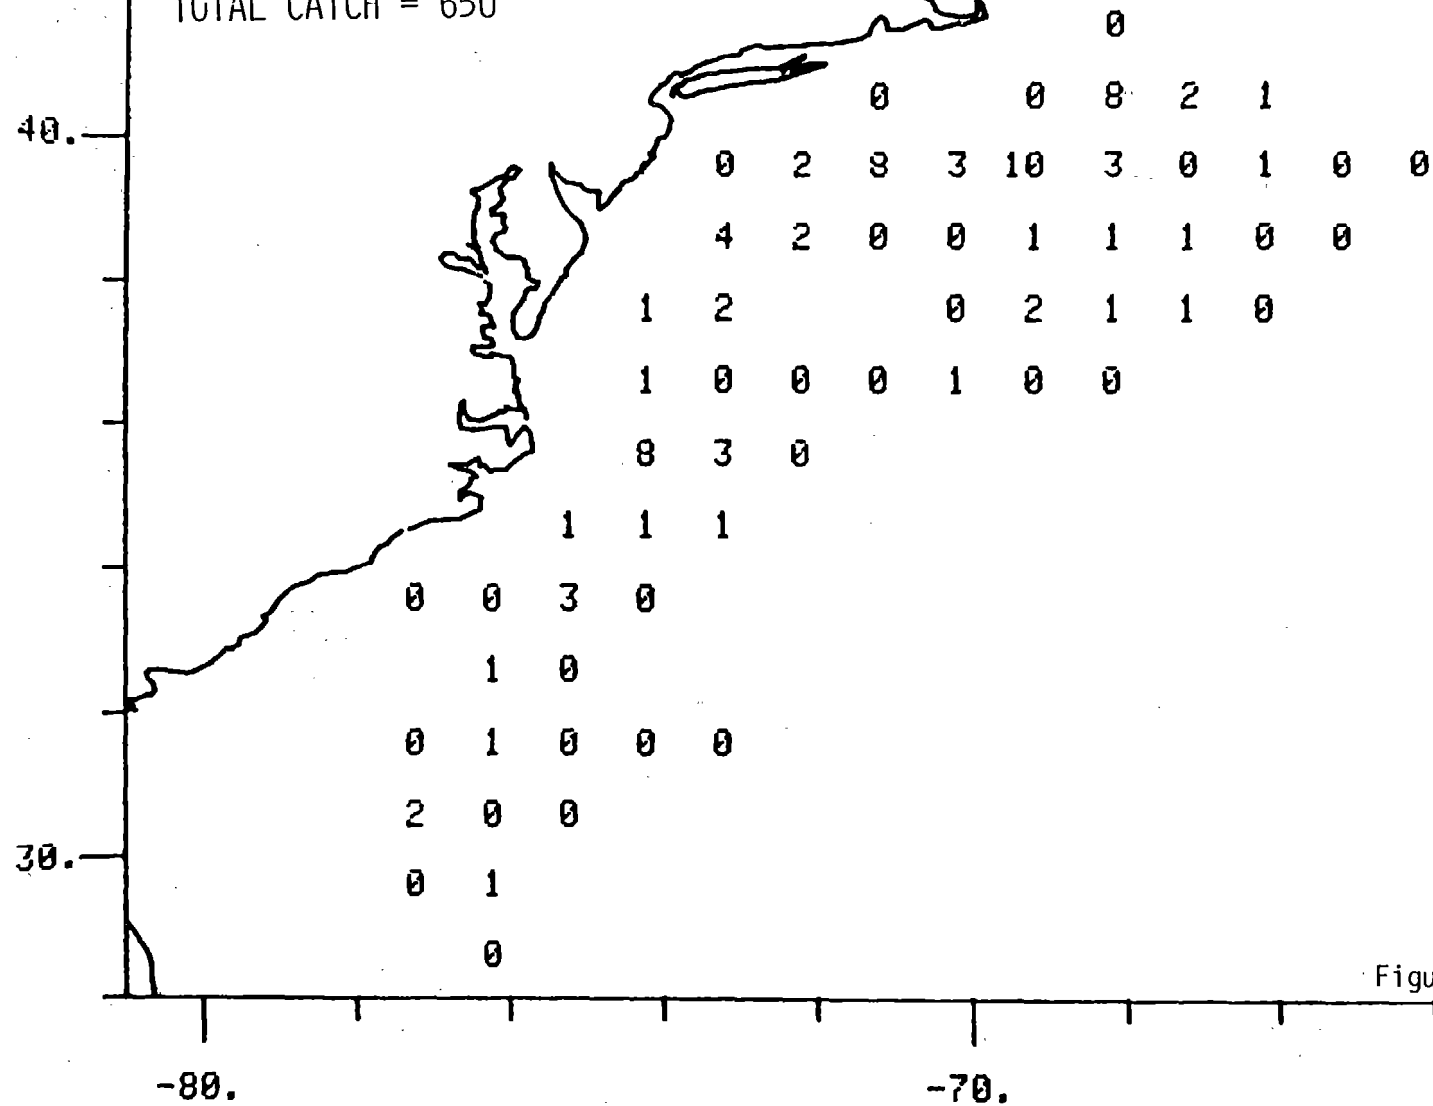 TOTAL CATCH = 650
0
0 0 8 2 1
40.
0 2 8 3 10 3 0 1 0 0
4 2 0 0 1 1 1 0 0
1 2 0 2 1 1 0
1 0 0 0 1 0 0
8 3 0
1 1 1
0 0 3 0
1 0
0 1 0 0 0
2 0 0
30.
0 1
0
Figu
-80. -70.